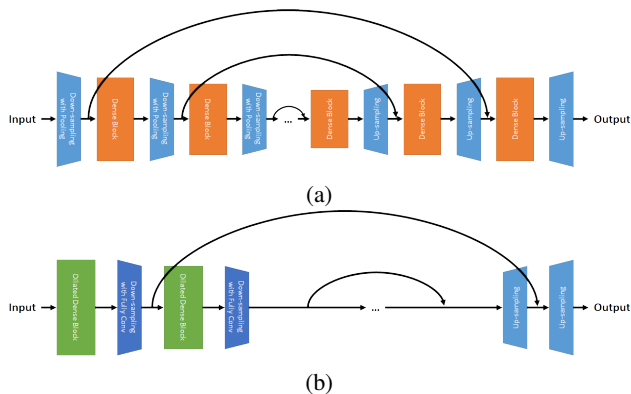 Input
Down-sampling
with Pooling
Dense Block
Down-sampling
with Pooling
Dense Block
Down-sampling
with Pooling
...
Dense Block
Up-sampling
Dense Block
Up-sampling
Dense Block
Up-sampling
Output
(a)
Input
Dilated Dense Block
Down-sampling
with Fully Conv
Dilated Dense Block
Down-sampling
with Fully Conv
...
Up-sampling
Up-sampling
Output
(b)